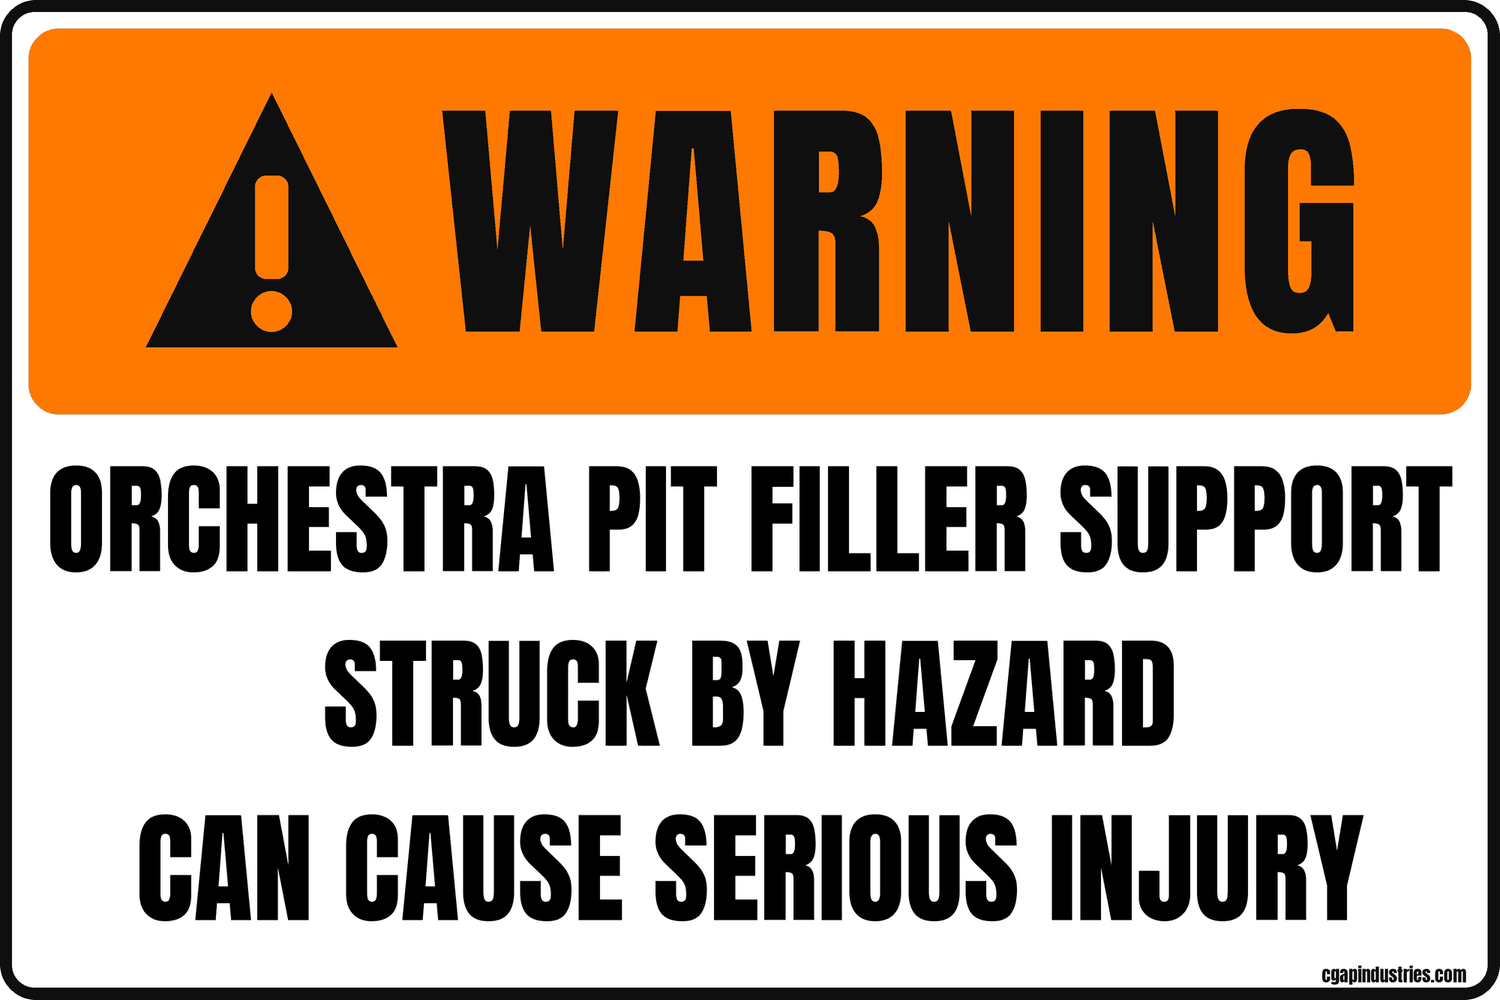 WARNING
ORCHESTRA PIT FILLER SUPPORT
STRUCK BY HAZARD
CAN CAUSE SERIOUS INJURY
cgapindustries.com